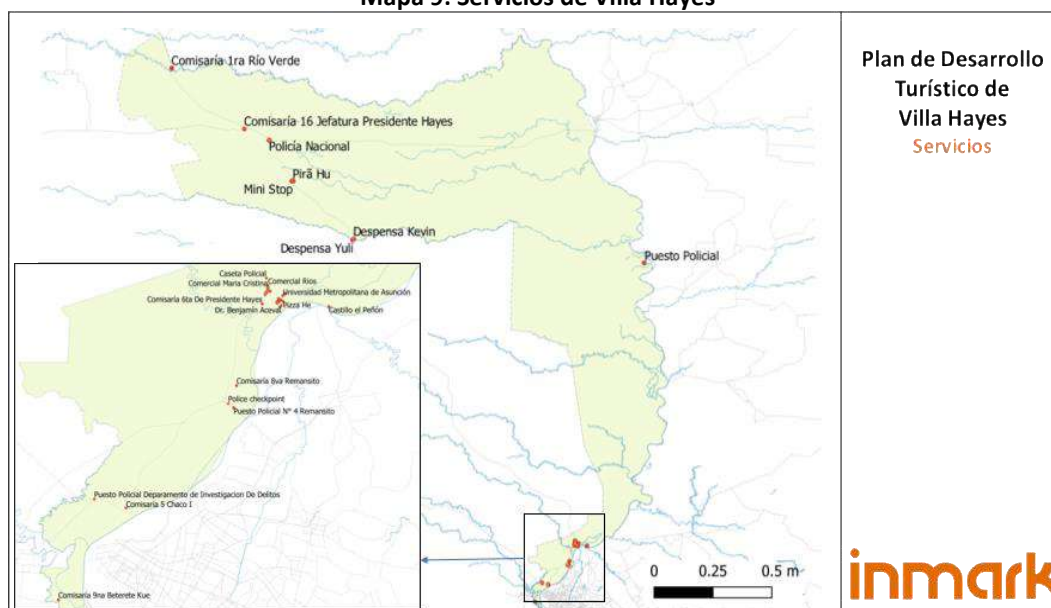 Mapa 9: Servicios de Villa Hayes
Comisaría 1ra Río Verde
Comisaría 16 Jefatura Presidente Hayes
Policía Nacional
Pirã Hu
Mini Stop
Despensa Kevin
Despensa Yuli
Puesto Policial
Caseta Policial
Comercial Maria Cristina
Comercial Rios
Universidad Metropolitana de Asunción
Comisaría 6ta De Presidente Hayes
Pizza He
Dr. Benjamín Aceval
Castillo el Peñón
Comisaría 8va Remansito
Police checkpoint
Puesto Policial N° 4 Remansito
Puesto Policial Deparamento de Investigacion De Delitos
Comisaría 5 Chaco I
Comisaría 9na Beterete Kue
0 0.25 0.5 m
Plan de Desarrollo
Turístico de
Villa Hayes
Servicios
inmark